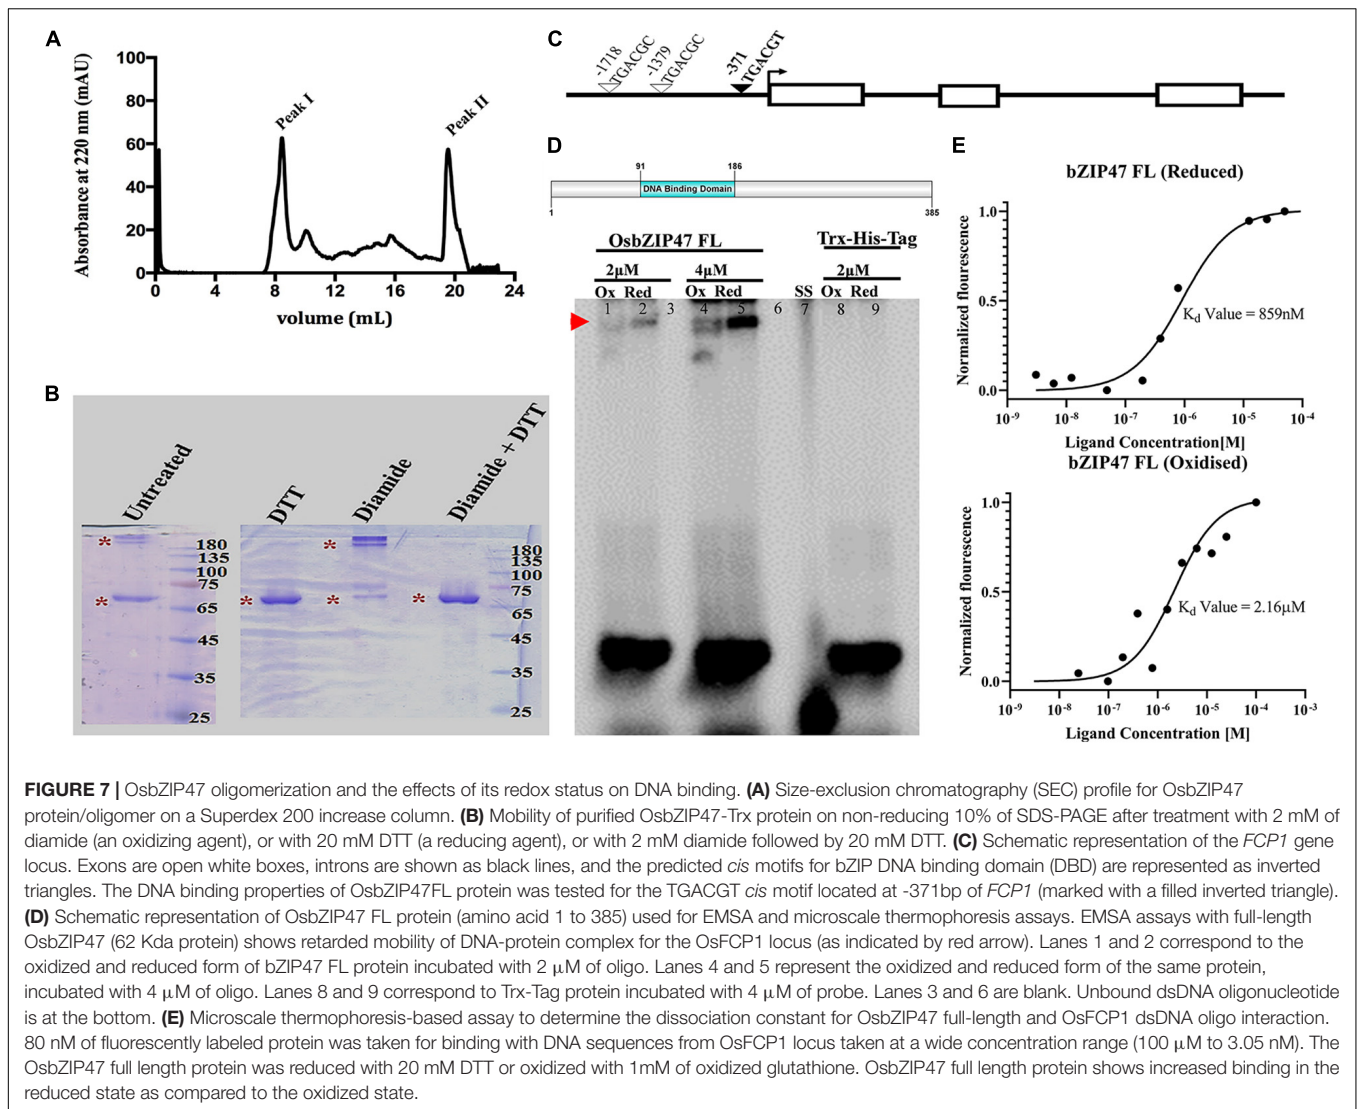 A
Absorbance at 220 nm (mAU)
100
80
60
40
20
0
Peak I
Peak II
0 4 8 12 16 20 24
volume (mL)
B
Untreated
DTT
Diamide
Diamide + DTT
* *
180
135
100
75
65
45
35
25
* * * *
180
135
100
75
65
45
35
25
C
-1718
TGACGC
-1379
TGACGC
-371
TGACGT
D
91 186
DNA Binding Domain
1 385
OsbZIP47 FL Trx-His-Tag
2µM 4µM 2µM
Ox Red Ox Red SS Ox Red
1 2 3 4 5 6 7 8 9
E
bZIP47 FL (Reduced)
Normalized flourescence
1.0
0.5
0.0
Kd Value = 859nM
10-9 10-8 10-7 10-6 10-5 10-4
Ligand Concentration[M]
bZIP47 FL (Oxidised)
Normalized flourescence
1.0
0.5
0.0
Kd Value = 2.16µM
10-9 10-8 10-7 10-6 10-5 10-4 10-3
Ligand Concentration [M]
FIGURE 7 | OsbZIP47 oligomerization and the effects of its redox status on DNA binding. (A) Size-exclusion chromatography (SEC) profile for OsbZIP47
protein/oligomer on a Superdex 200 increase column. (B) Mobility of purified OsbZIP47-Trx protein on non-reducing 10% of SDS-PAGE after treatment with 2 mM of
diamide (an oxidizing agent), or with 20 mM DTT (a reducing agent), or with 2 mM diamide followed by 20 mM DTT. (C) Schematic representation of the FCP1 gene
locus. Exons are open white boxes, introns are shown as black lines, and the predicted cis motifs for bZIP DNA binding domain (DBD) are represented as inverted
triangles. The DNA binding properties of OsbZIP47FL protein was tested for the TGACGT cis motif located at -371bp of FCP1 (marked with a filled inverted triangle).
(D) Schematic representation of OsbZIP47 FL protein (amino acid 1 to 385) used for EMSA and microscale thermophoresis assays. EMSA assays with full-length
OsbZIP47 (62 Kda protein) shows retarded mobility of DNA-protein complex for the OsFCP1 locus (as indicated by red arrow). Lanes 1 and 2 correspond to the
oxidized and reduced form of bZIP47 FL protein incubated with 2 µM of oligo. Lanes 4 and 5 represent the oxidized and reduced form of the same protein,
incubated with 4 µM of oligo. Lanes 8 and 9 correspond to Trx-Tag protein incubated with 4 µM of probe. Lanes 3 and 6 are blank. Unbound dsDNA oligonucleotide
is at the bottom. (E) Microscale thermophoresis-based assay to determine the dissociation constant for OsbZIP47 full-length and OsFCP1 dsDNA oligo interaction.
80 nM of fluorescently labeled protein was taken for binding with DNA sequences from OsFCP1 locus taken at a wide concentration range (100 µM to 3.05 nM). The
OsbZIP47 full length protein was reduced with 20 mM DTT or oxidized with 1mM of oxidized glutathione. OsbZIP47 full length protein shows increased binding in the
reduced state as compared to the oxidized state.